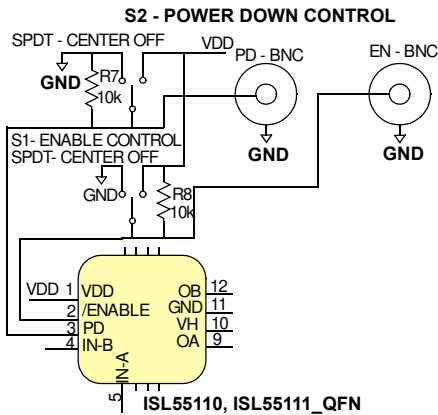 S2 - POWER DOWN CONTROL
SPDT - CENTER OFF
VDD
PD - BNC
EN - BNC
GND
R7
10k
GND
GND
S1- ENABLE CONTROL
SPDT- CENTER OFF
GND
R8
10k
VDD 1 VDD
2 /ENABLE
3 PD
4 IN-B
5 IN-A
OB 12
GND 11
VH 10
OA 9
ISL55110, ISL55111_QFN